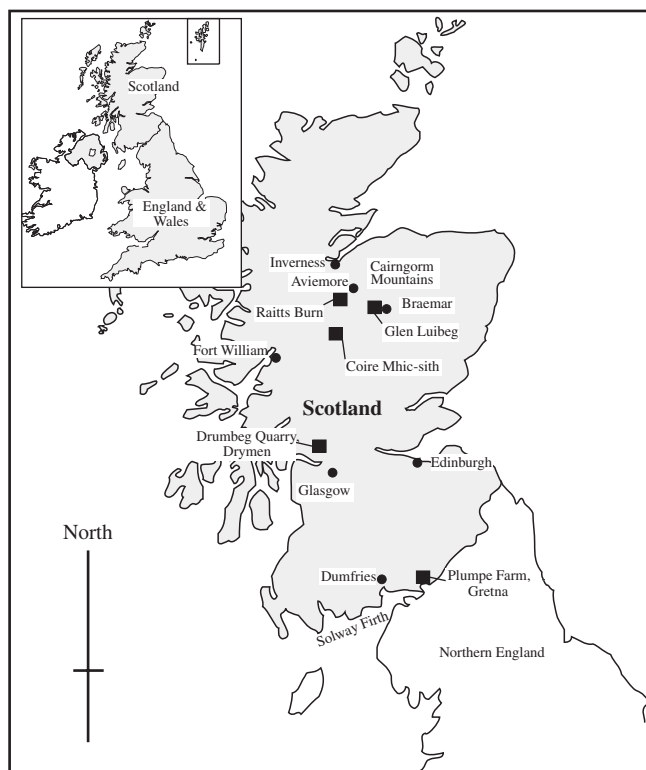 Scotland
England &
Wales
Inverness
Aviemore
Cairngorm
Mountains
Raitts Burn
Braemar
Glen Luibeg
Fort William
Coire Mhic-sith
Scotland
Drumbeg Quarry,
Drymen
Edinburgh
Glasgow
North
Dumfries
Plumpe Farm,
Gretna
Solway Firth
Northern England